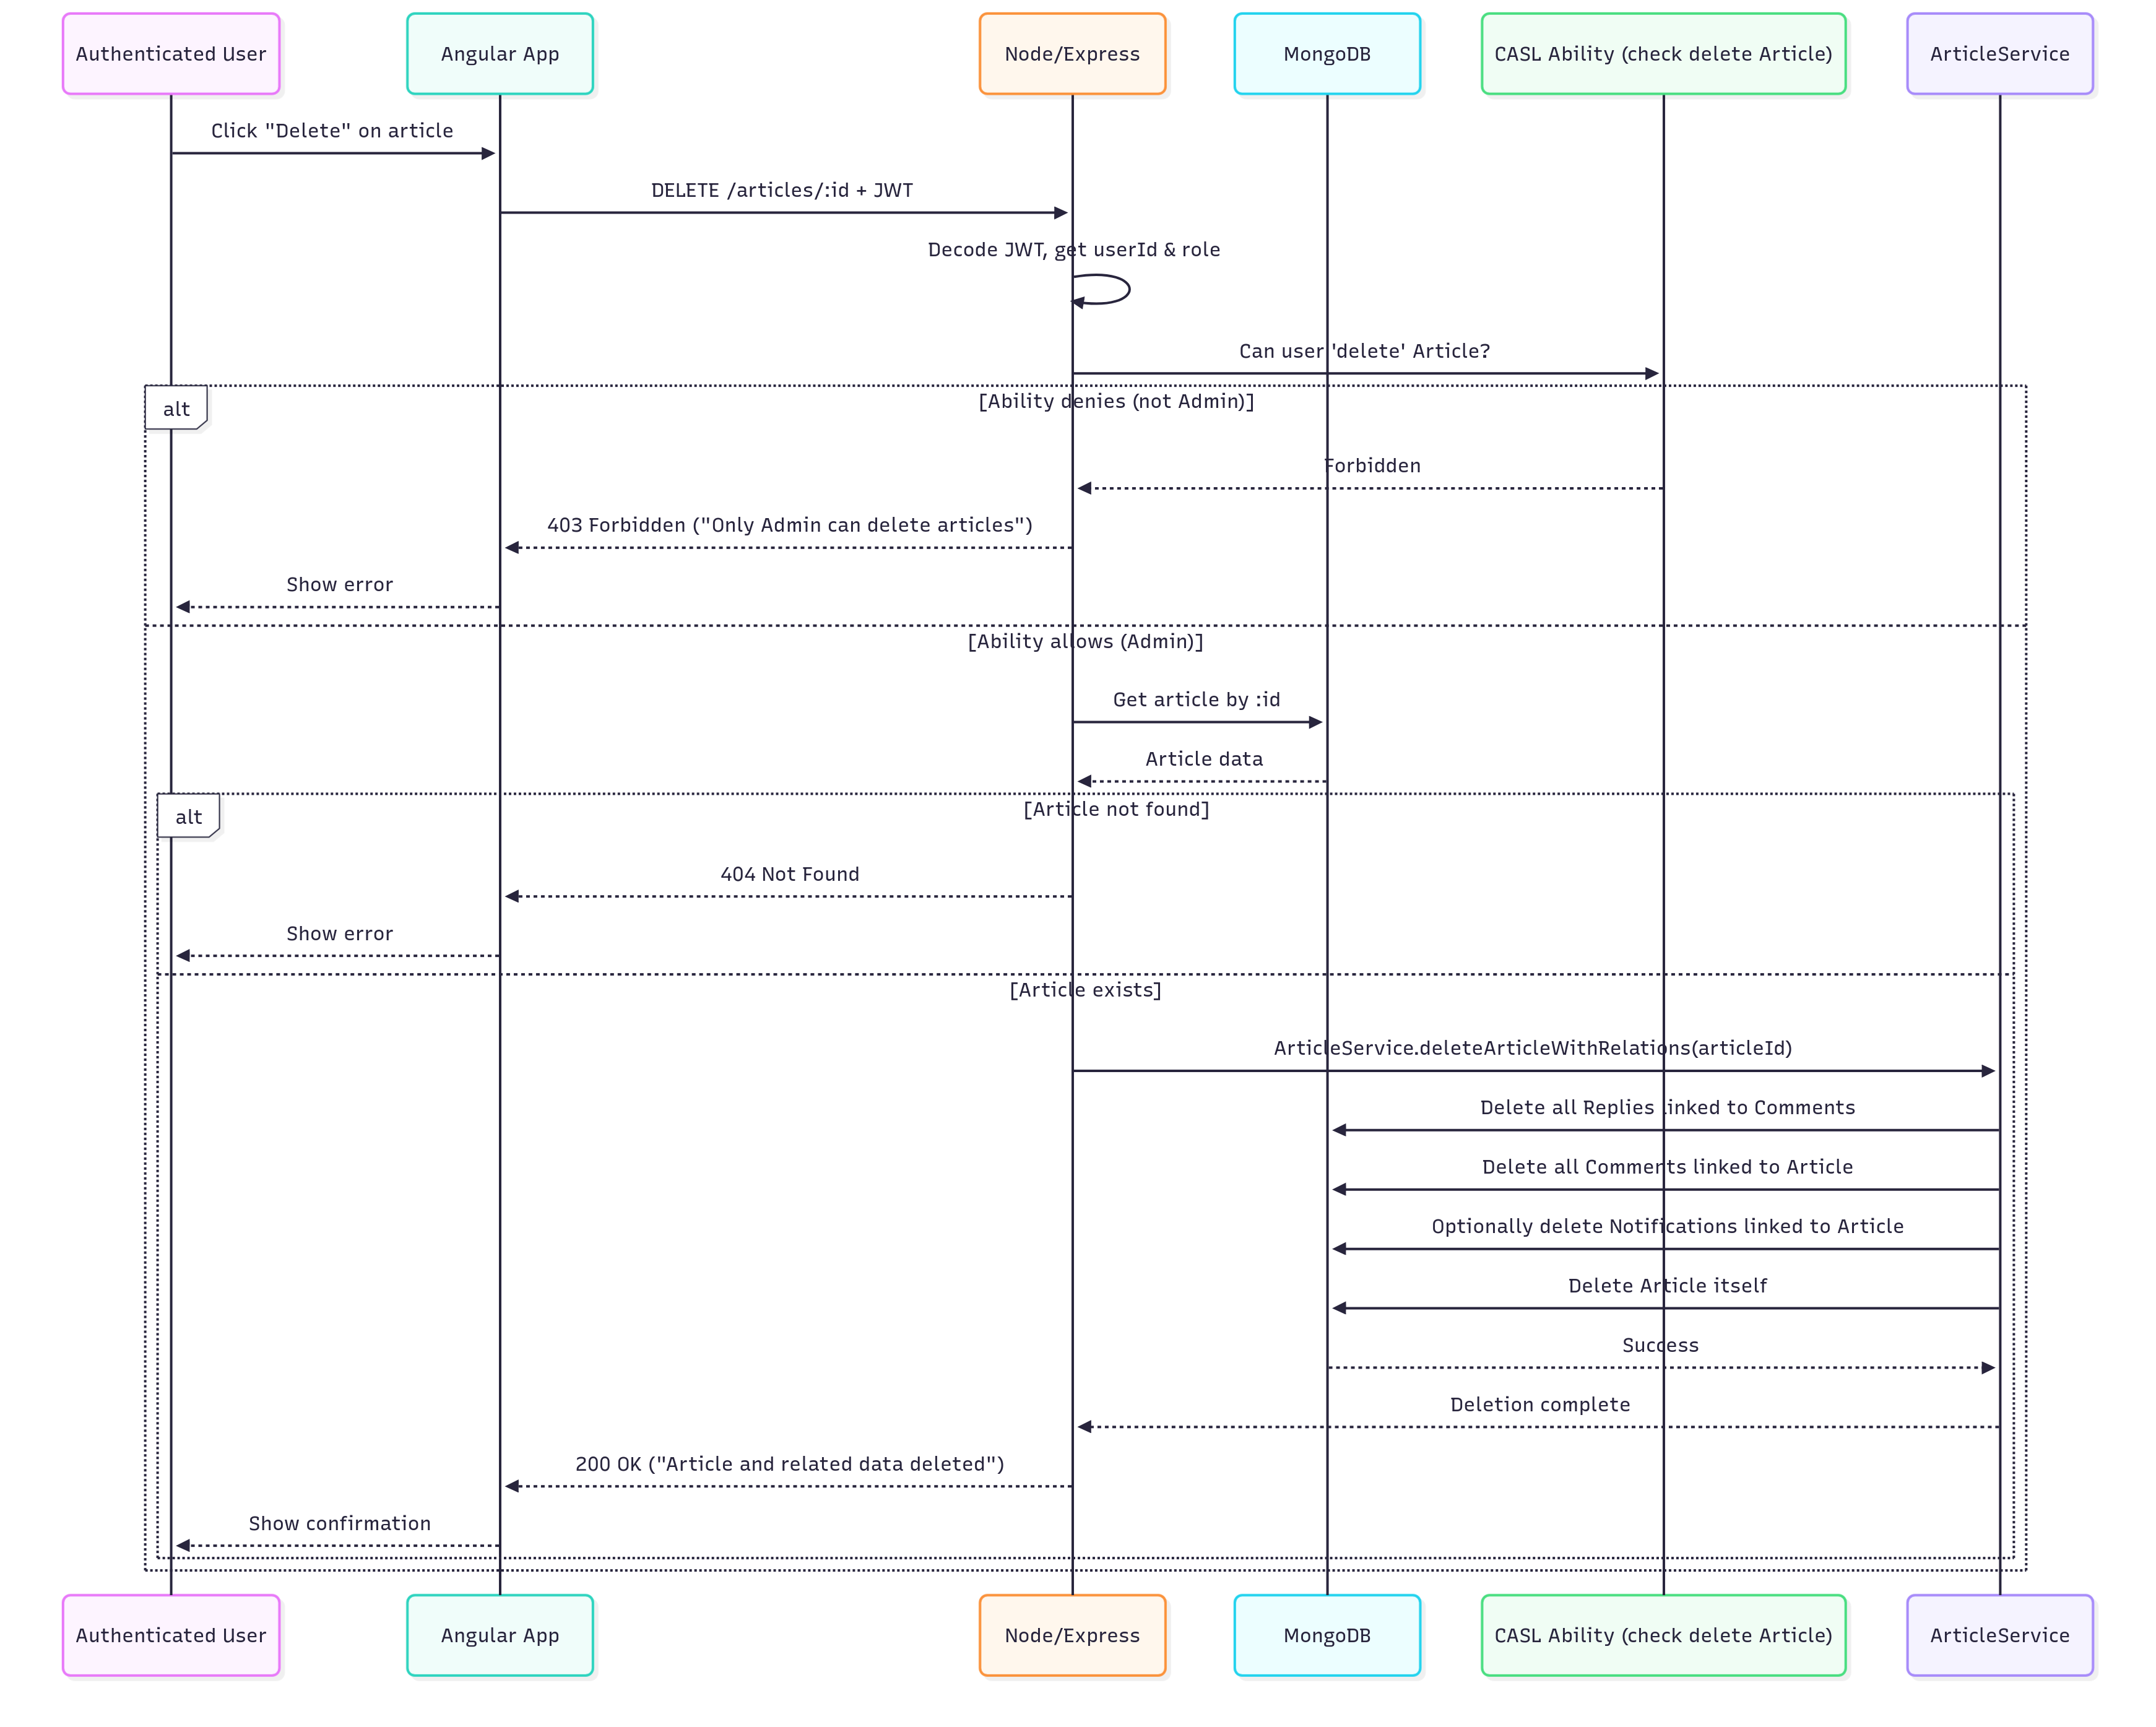 Authenticated User
Angular App
Node/Express
MongoDB
CASL Ability (check delete Article)
ArticleService
Click "Delete" on article
DELETE /articles/:id + JWT
Decode JWT, get userId & role
Can user 'delete' Article?
alt
[Ability denies (not Admin)]
Forbidden
403 Forbidden ("Only Admin can delete articles")
Show error
[Ability allows (Admin)]
Get article by :id
Article data
alt
[Article not found]
404 Not Found
Show error
[Article exists]
ArticleService.deleteArticleWithRelations(articleId)
Delete all Replies linked to Comments
Delete all Comments linked to Article
Optionally delete Notifications linked to Article
Delete Article itself
Success
Deletion complete
200 OK ("Article and related data deleted")
Show confirmation
Authenticated User
Angular App
Node/Express
MongoDB
CASL Ability (check delete Article)
ArticleService